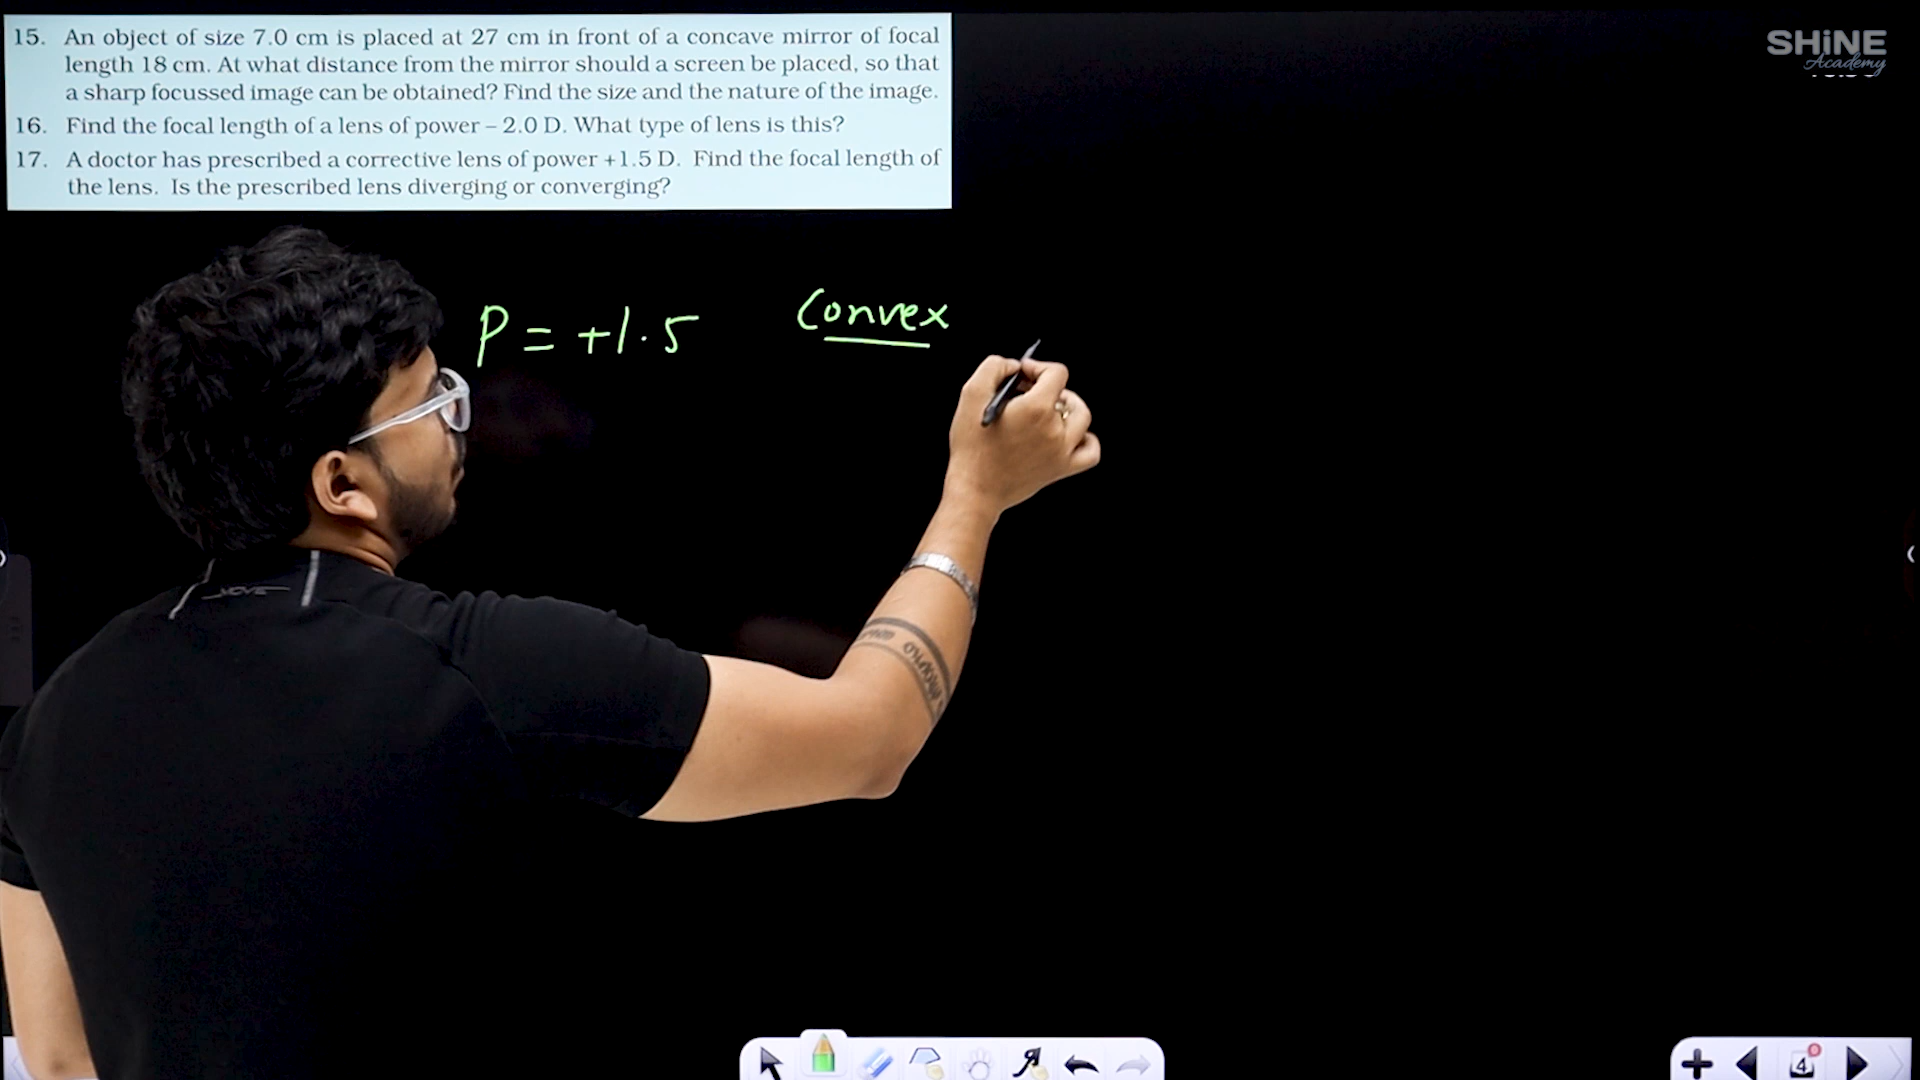 15. An object of size 7.0 cm is placed at 27 cm in front of a concave mirror of focal
length 18 cm. At what distance from the mirror should a screen be placed, so that
a sharp focussed image can be obtained? Find the size and the nature of the image.
16. Find the focal length of a lens of power – 2.0 D. What type of lens is this?
17. A doctor has prescribed a corrective lens of power +1.5 D. Find the focal length of
the lens. Is the prescribed lens diverging or converging?
SHiNE
Academy
P = +1.5 Convex
MOVE
4